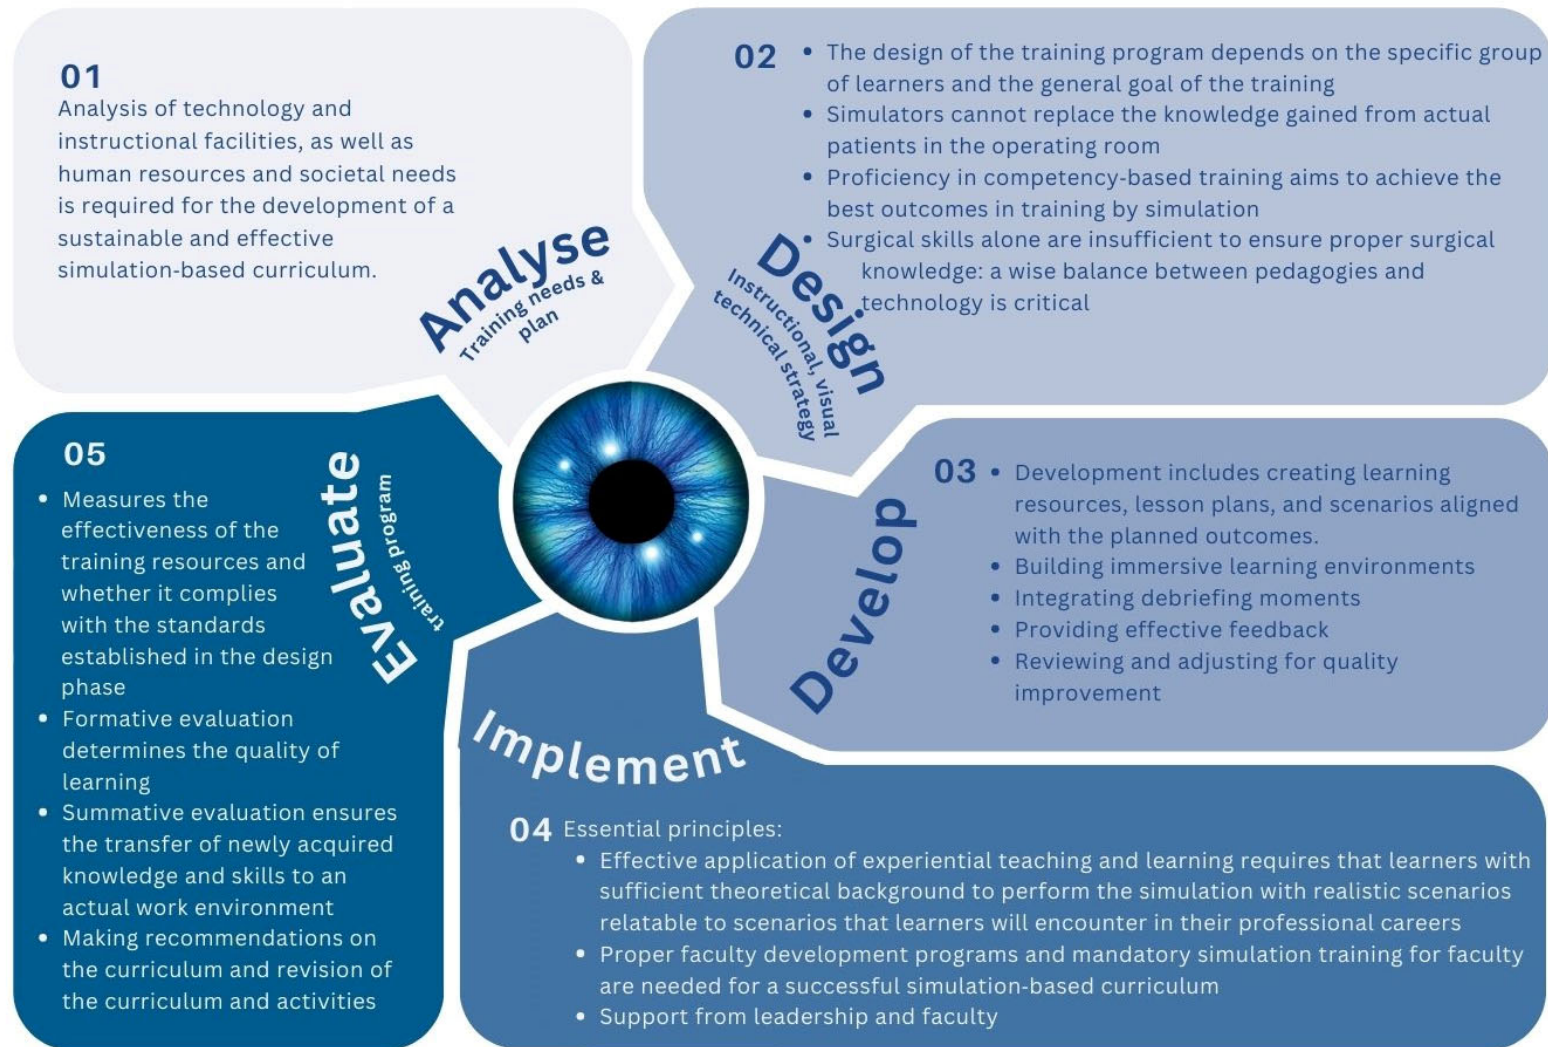 01
Analysis of technology and
instructional facilities, as well as
human resources and societal needs
is required for the development of a
sustainable and effective
simulation-based curriculum.
Analyse
Training needs &
plan
02
• The design of the training program depends on the specific group
of learners and the general goal of the training
• Simulators cannot replace the knowledge gained from actual
patients in the operating room
• Proficiency in competency-based training aims to achieve the
best outcomes in training by simulation
• Surgical skills alone are insufficient to ensure proper surgical
knowledge: a wise balance between pedagogies and
technology is critical
Design
Instructional, visual
technical strategy
03
• Development includes creating learning
resources, lesson plans, and scenarios aligned
with the planned outcomes.
• Building immersive learning environments
• Integrating debriefing moments
• Providing effective feedback
• Reviewing and adjusting for quality
improvement
Develop
Implement
04 Essential principles:
• Effective application of experiential teaching and learning requires that learners with
sufficient theoretical background to perform the simulation with realistic scenarios
relatable to scenarios that learners will encounter in their professional careers
• Proper faculty development programs and mandatory simulation training for faculty
are needed for a successful simulation-based curriculum
• Support from leadership and faculty
05
• Measures the
effectiveness of the
training resources and
whether it complies
with the standards
established in the design
phase
• Formative evaluation
determines the quality of
learning
• Summative evaluation ensures
the transfer of newly acquired
knowledge and skills to an
actual work environment
• Making recommendations on
the curriculum and revision of
the curriculum and activities
Evaluate
training program